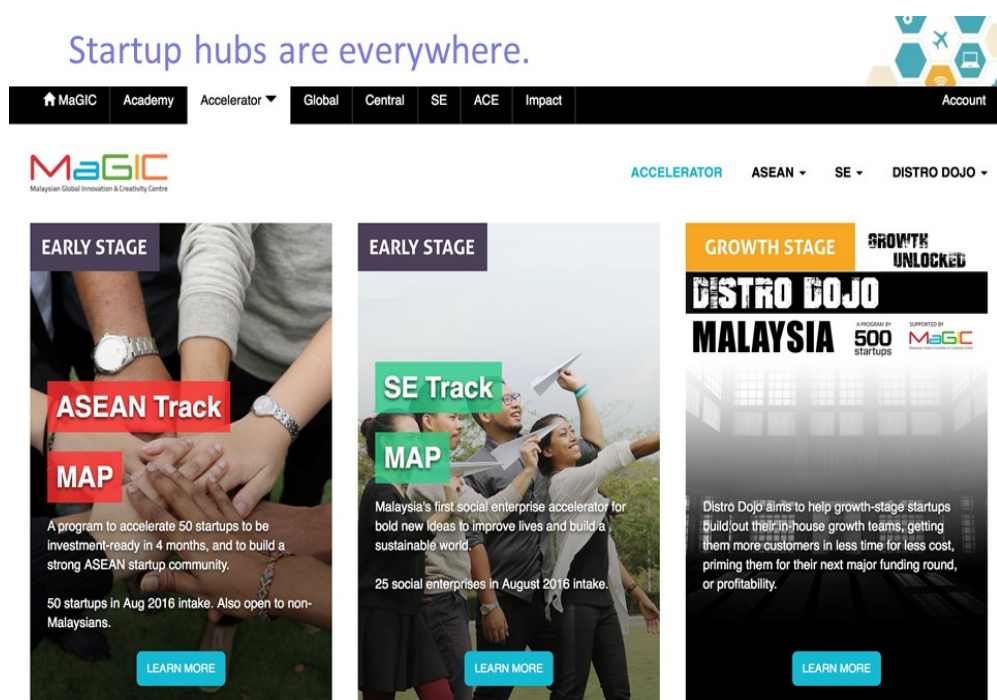 Startup hubs are everywhere.
MaGIC Academy Accelerator Global Central SE ACE Impact Account
MaGIC
Malaysian Global Innovation & Creativity Centre
ACCELERATOR ASEAN SE DISTRO DOJO
EARLY STAGE
ASEAN Track
MAP
A program to accelerate 50 startups to be
investment-ready in 4 months, and to build a
strong ASEAN startup community.
50 startups in Aug 2016 intake. Also open to non-
Malaysians.
LEARN MORE
EARLY STAGE
SE Track
MAP
Malaysia's first social enterprise accelerator for
bold new ideas to improve lives and build a
sustainable world.
25 social enterprises in August 2016 intake.
LEARN MORE
GROWTH STAGE
GROWTH
UNLOCKED
DISTRO DOJO
MALAYSIA
A PROGRAM BY
500
startups
SUPPORTED BY
MaGIC
Distro Dojo aims to help growth-stage startups
build out their in-house growth teams, getting
them more customers in less time for less cost,
priming them for their next major funding round,
or profitability.
LEARN MORE